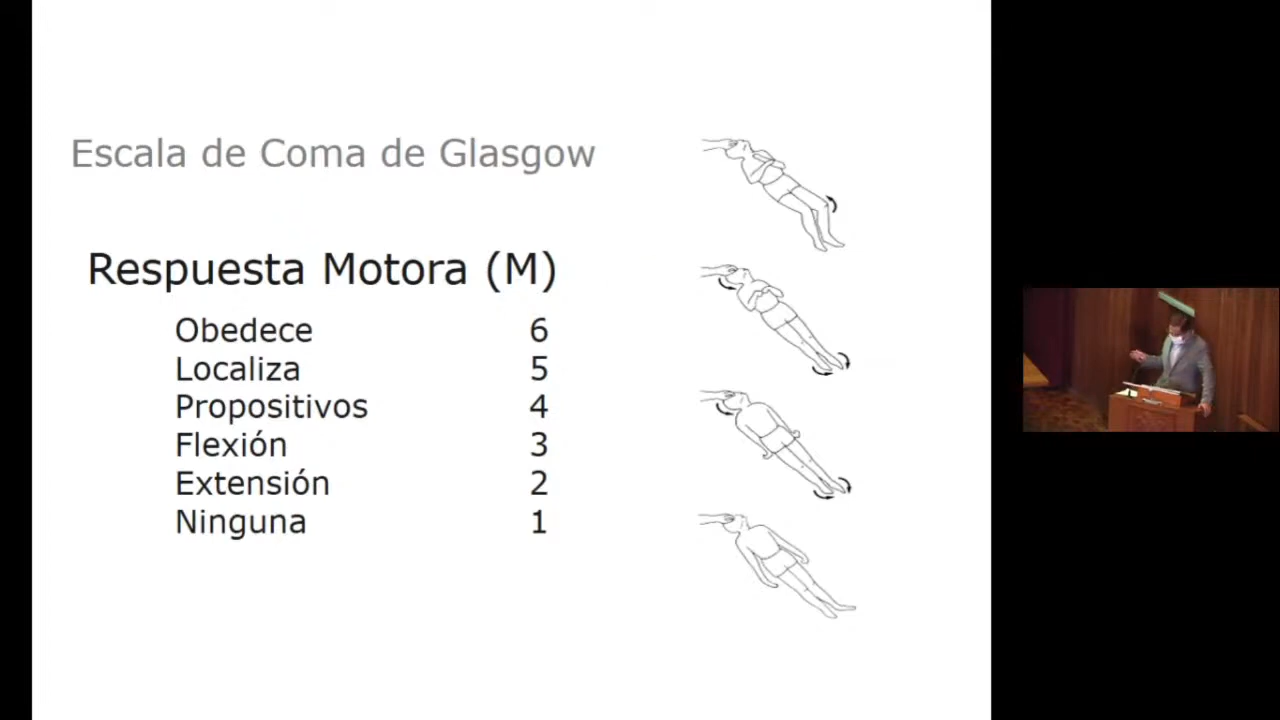 Escala de Coma de Glasgow
Respuesta Motora (M)
Obedece 6
Localiza 5
Propositivos 4
Flexión 3
Extensión 2
Ninguna 1